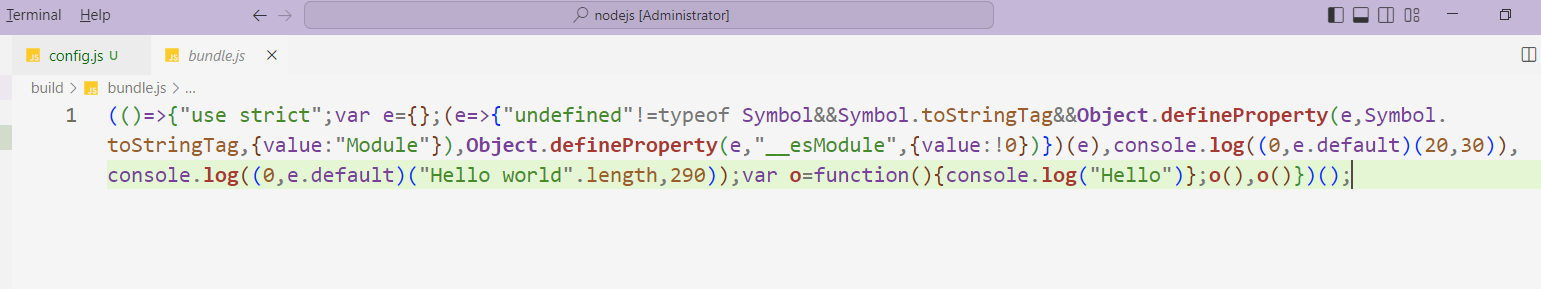 Terminal Help nodejs [Administrator]
JS config.js U JS bundle.js
build > JS bundle.js > ...
1 (()=>{"use strict";var e={};(e=>{"undefined"!=typeof Symbol&&Symbol.toStringTag&&Object.defineProperty(e,Symbol.
toStringTag,{value:"Module"}),Object.defineProperty(e,"__esModule",{value:!0})})(e),console.log((0,e.default)(20,30)),
console.log((0,e.default)("Hello world".length,290));var o=function(){console.log("Hello")};o(),o()})();